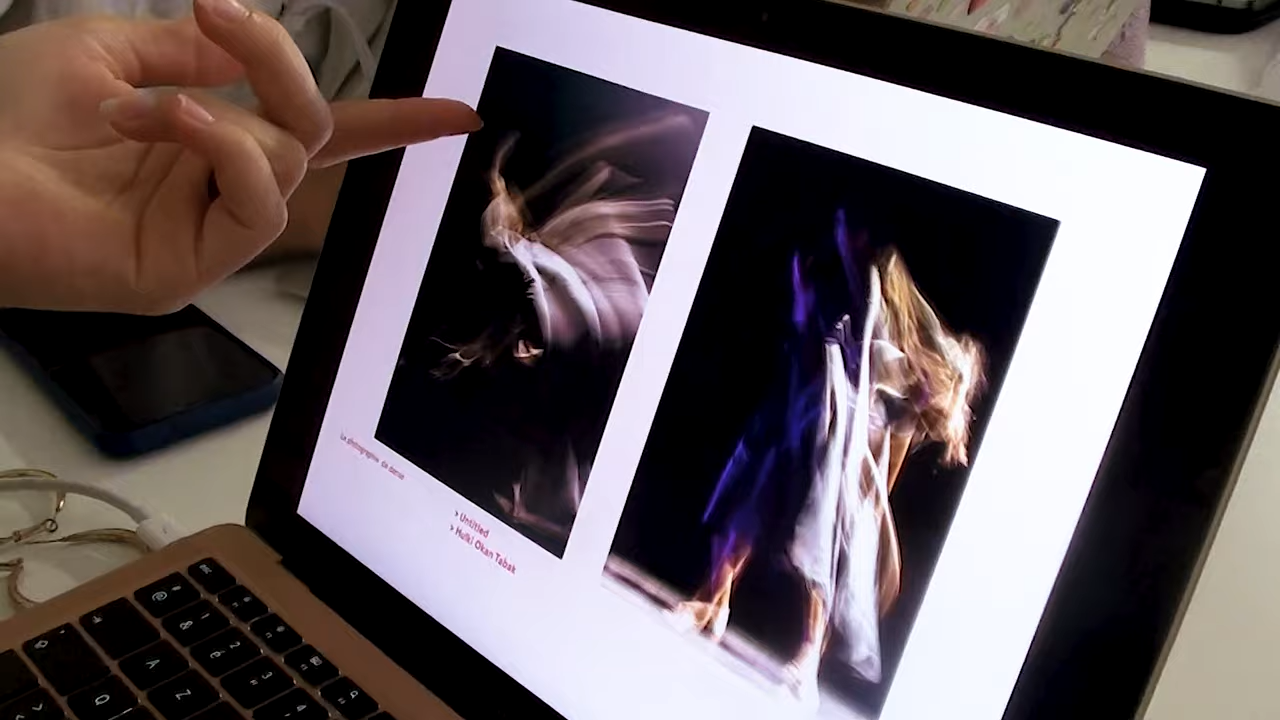 La photographie de danse
> Untitled
> Hulki Okan Tabak
@
A
Q
Z